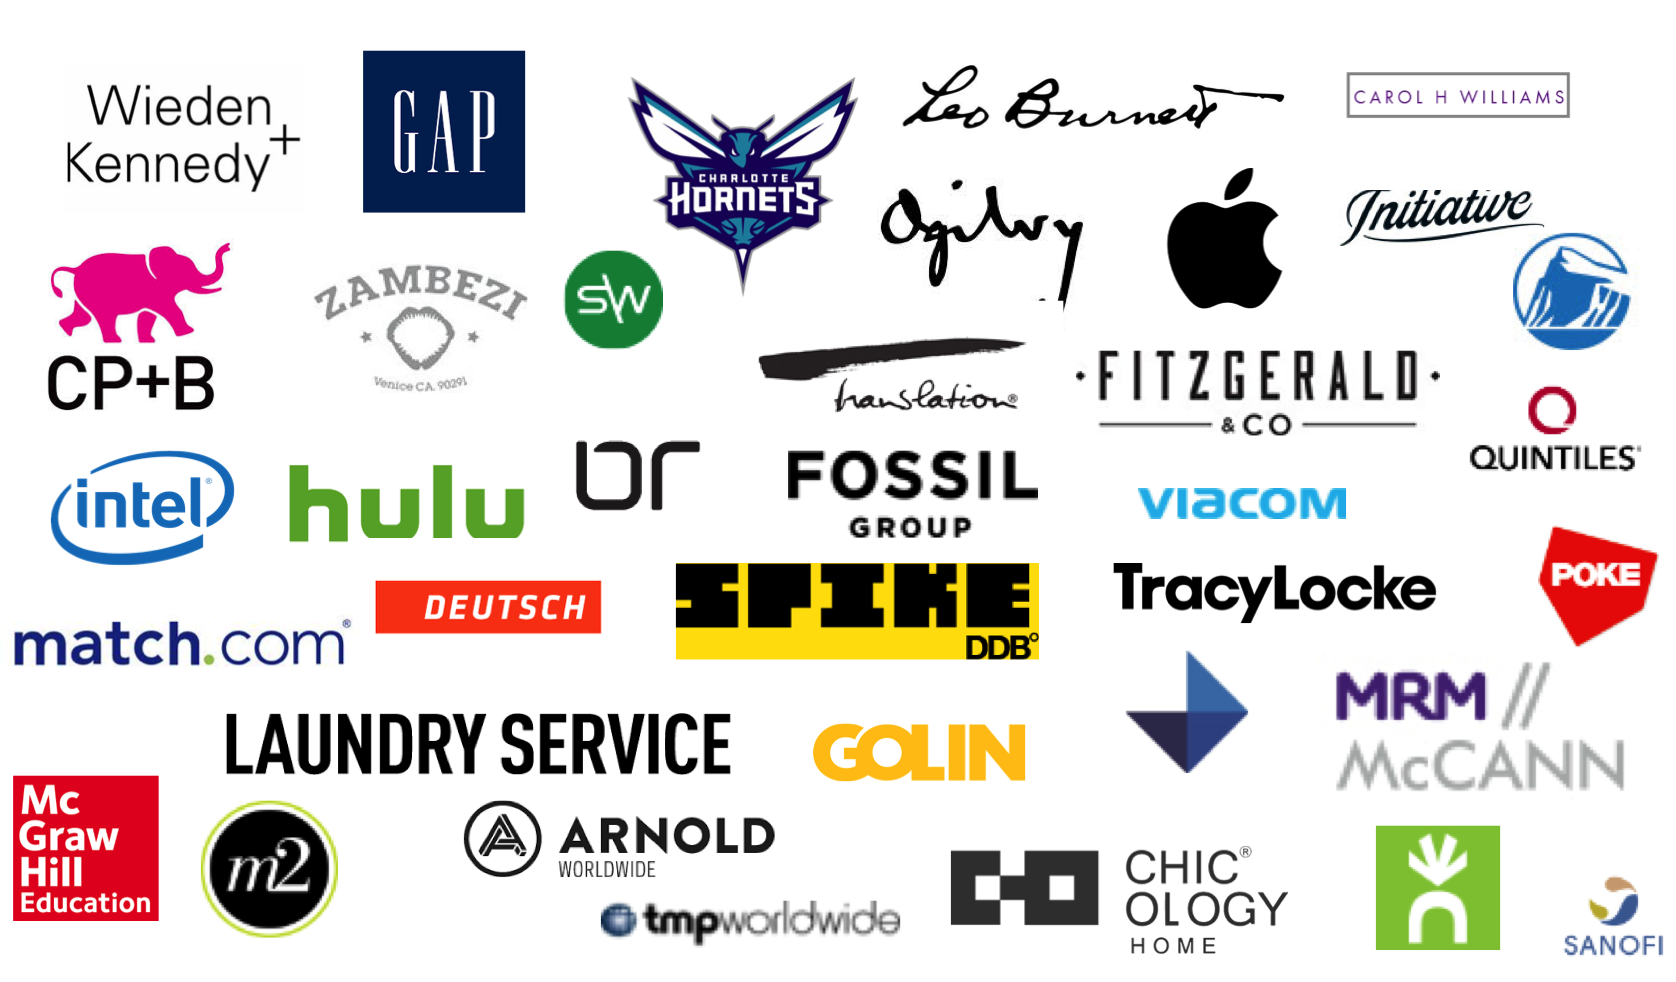 Wieden
Kennedy+
GAP
CHARLOTTE
HORNETS
Leo Burnett
CAROL H WILLIAMS
Ogilvy
Initiative
CP+B
ZAMBEZI
Venice CA. 90291
SW
translation®
·FITZGERALD·
& CO
QUINTILES
intel®
hulu
br
FOSSIL
GROUP
VIACOM
DEUTSCH
SPIKE
DDB°
TracyLocke
POKE
match.com®
MRM //
McCANN
LAUNDRY SERVICE
GOLIN
Mc
Graw
Hill
Education
m2
ARNOLD
WORLDWIDE
tmpworldwide
CHIC®
OLOGY
HOME
SANOFI